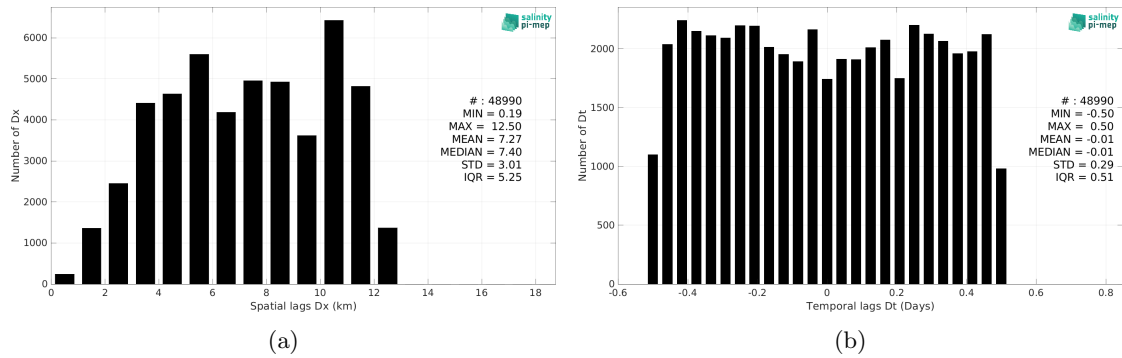 salinity
pi-mep
6000
5000
4000
3000
2000
1000
0
Number of Dx
# : 48990
MIN = 0.19
MAX = 12.50
MEAN = 7.27
MEDIAN = 7.40
STD = 3.01
IQR = 5.25
0 2 4 6 8 10 12 14 16 18
Spatial lags Dx (km)
(a)
salinity
pi-mep
2000
1500
1000
500
0
Number of Dt
# : 48990
MIN = -0.50
MAX = 0.50
MEAN = -0.01
MEDIAN = -0.01
STD = 0.29
IQR = 0.51
-0.6 -0.4 -0.2 0 0.2 0.4 0.6 0.8
Temporal lags Dt (Days)
(b)